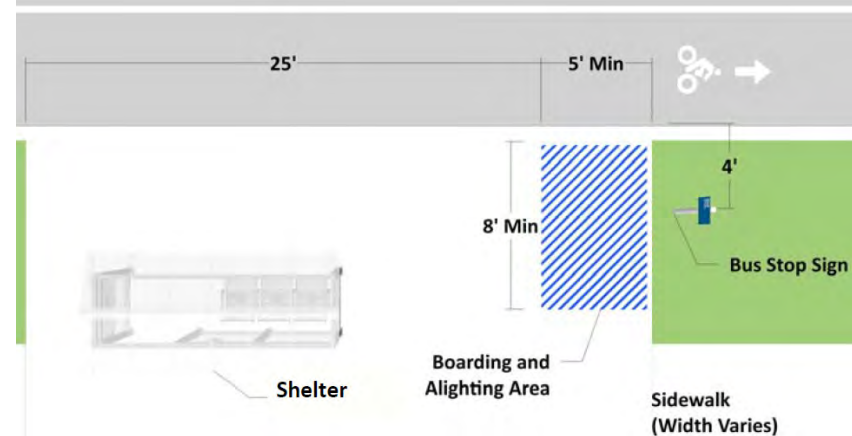 25'
5' Min
4'
8' Min
Bus Stop Sign
Boarding and
Alighting Area
Shelter
Sidewalk
(Width Varies)